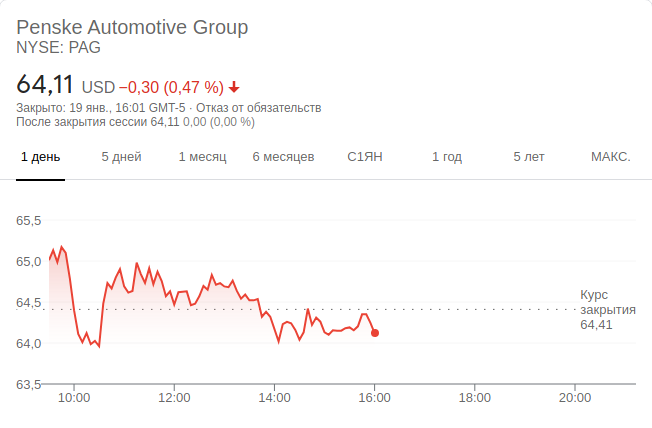 Penske Automotive Group
NYSE: PAG
64,11 USD −0,30 (0,47 %)
Закрыто: 19 янв., 16:01 GMT-5 · Отказ от обязательств
После закрытия сессии 64,11 0,00 (0,00 %)
1 день 5 дней 1 месяц 6 месяцев С1ЯН 1 год 5 лет МАКС.
65,5
65,0
64,5
64,0
63,5
Курс
закрытия
64,41
10:00 12:00 14:00 16:00 18:00 20:00